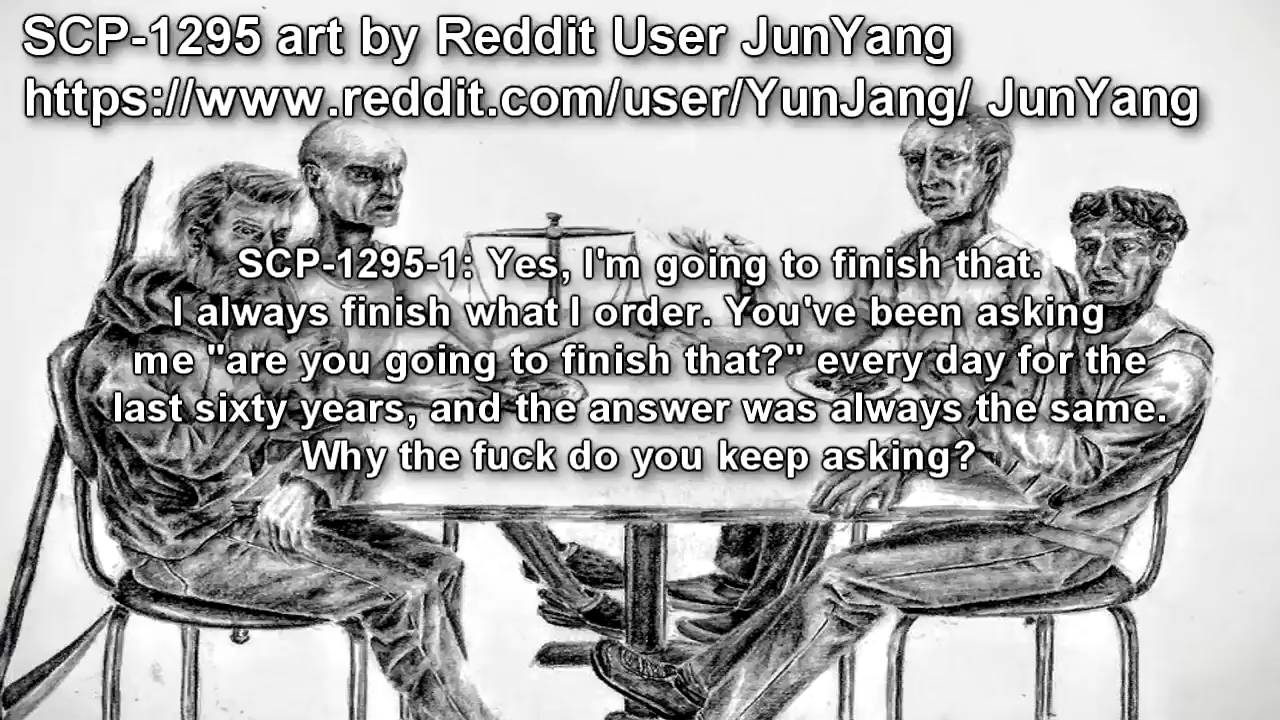 SCP-1295 art by Reddit User JunYang
https://www.reddit.com/user/YunJang/ JunYang
SCP-1295-1: Yes, I'm going to finish that.
I always finish what I order. You've been asking
me "are you going to finish that?" every day for the
last sixty years, and the answer was always the same.
Why the fuck do you keep asking?